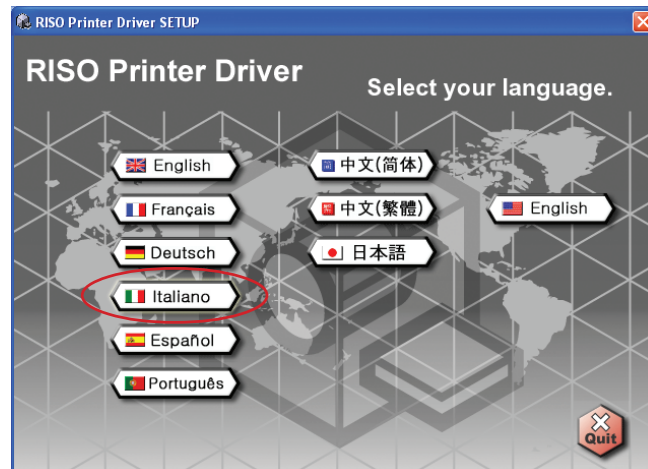 RISO Printer Driver SETUP
RISO Printer Driver
Select your language.
English
Français
Deutsch
Italiano
Español
Português
中文(简体)
中文(繁體)
日本語
English
Quit